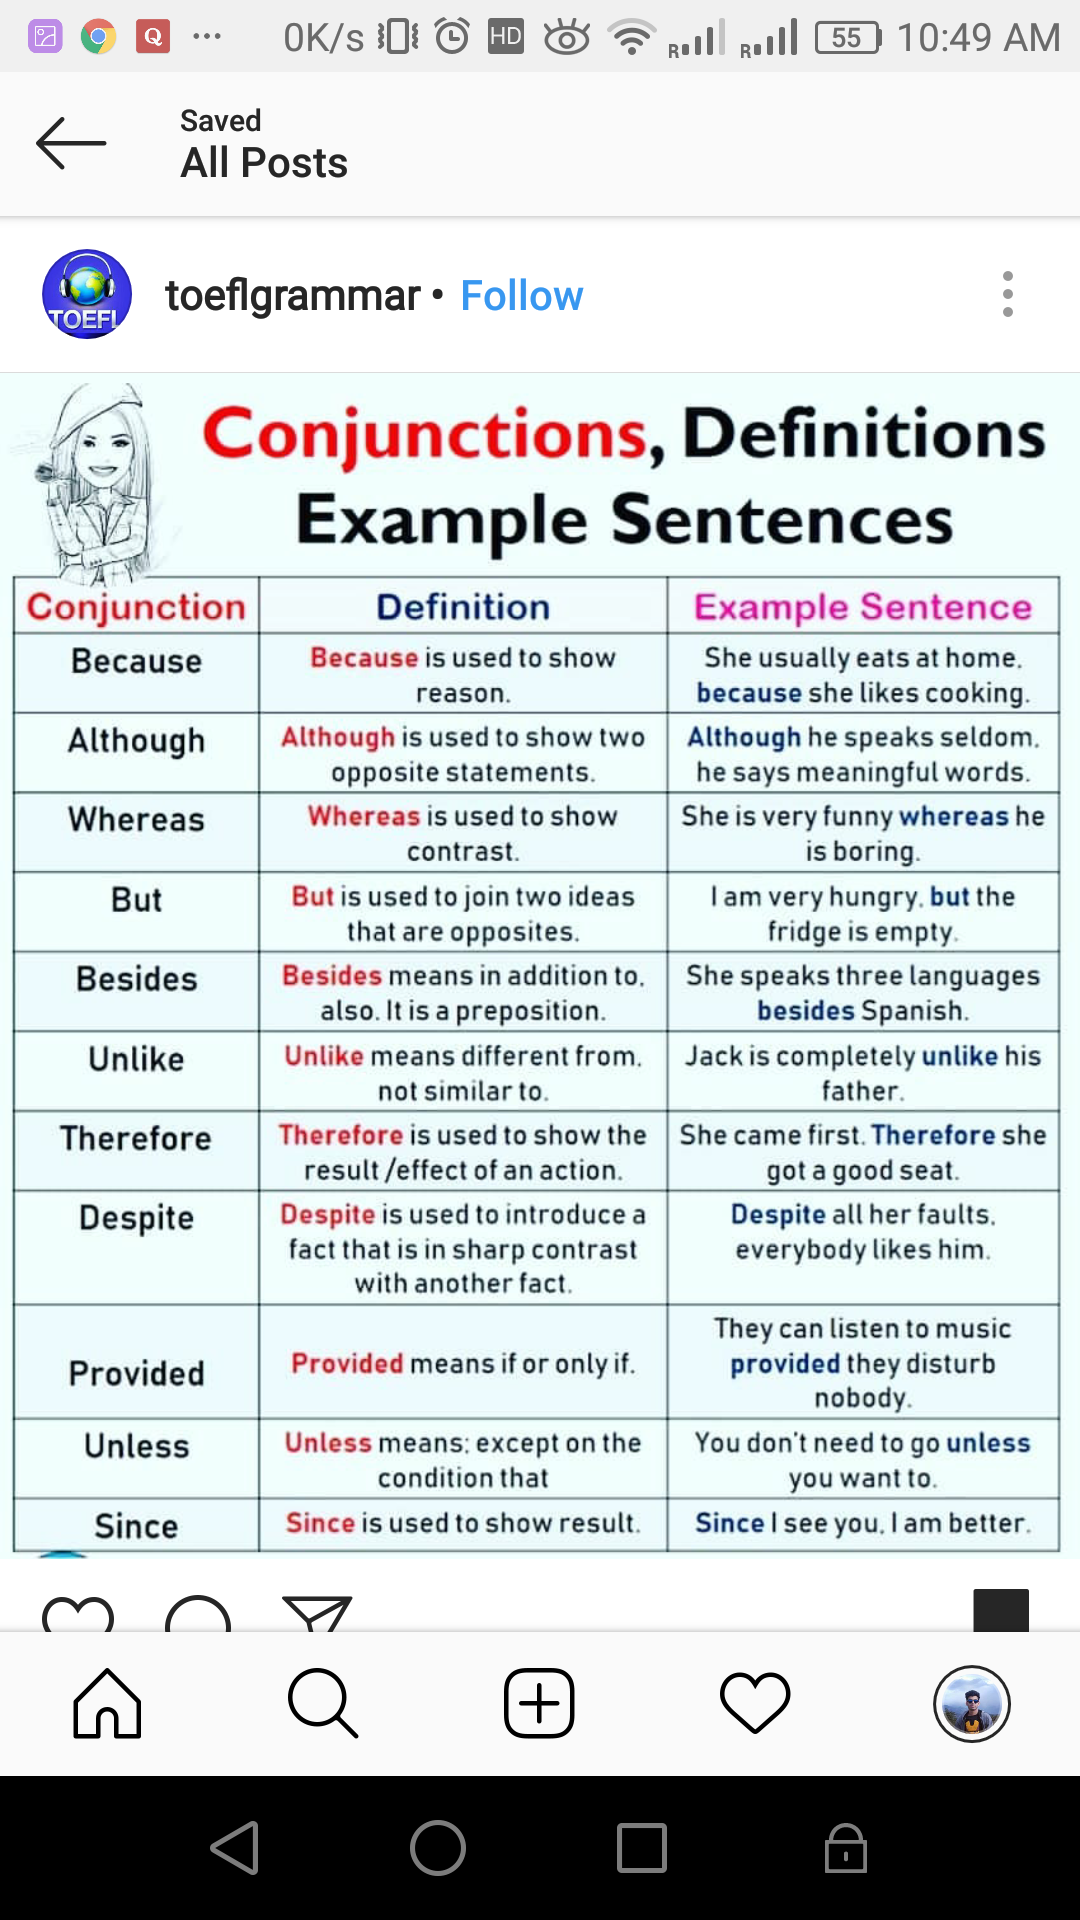 0K/s HD R R 55 10:49 AM
Saved
All Posts
TOEFL
toeflgrammar • Follow
Conjunctions, Definitions
Example Sentences
Conjunction Definition Example Sentence
Because
Because is used to show
reason.
She usually eats at home,
because she likes cooking.
Although
Although is used to show two
opposite statements.
Although he speaks seldom,
he says meaningful words.
Whereas
Whereas is used to show
contrast.
She is very funny whereas he
is boring.
But
But is used to join two ideas
that are opposites.
I am very hungry, but the
fridge is empty.
Besides
Besides means in addition to,
also. It is a preposition.
She speaks three languages
besides Spanish.
Unlike
Unlike means different from,
not similar to.
Jack is completely unlike his
father.
Therefore
Therefore is used to show the
result /effect of an action.
She came first. Therefore she
got a good seat.
Despite
Despite is used to introduce a
fact that is in sharp contrast
with another fact.
Despite all her faults,
everybody likes him.
Provided
Provided means if or only if.
They can listen to music
provided they disturb
nobody.
Unless
Unless means; except on the
condition that
You don't need to go unless
you want to.
Since
Since is used to show result.
Since I see you, I am better.